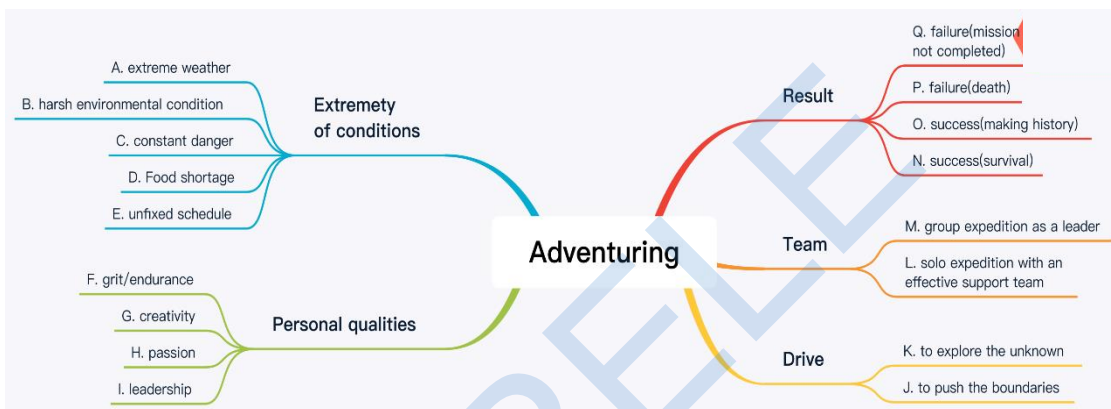 A. extreme weather
B. harsh environmental condition
C. constant danger
D. Food shortage
E. unfixed schedule
Extremety
of conditions
F. grit/endurance
G. creativity
H. passion
I. leadership
Personal qualities
Adventuring
Result
Q. failure(mission
not completed)
P. failure(death)
O. success(making history)
N. success(survival)
Team
M. group expedition as a leader
L. solo expedition with an
effective support team
Drive
K. to explore the unknown
J. to push the boundaries